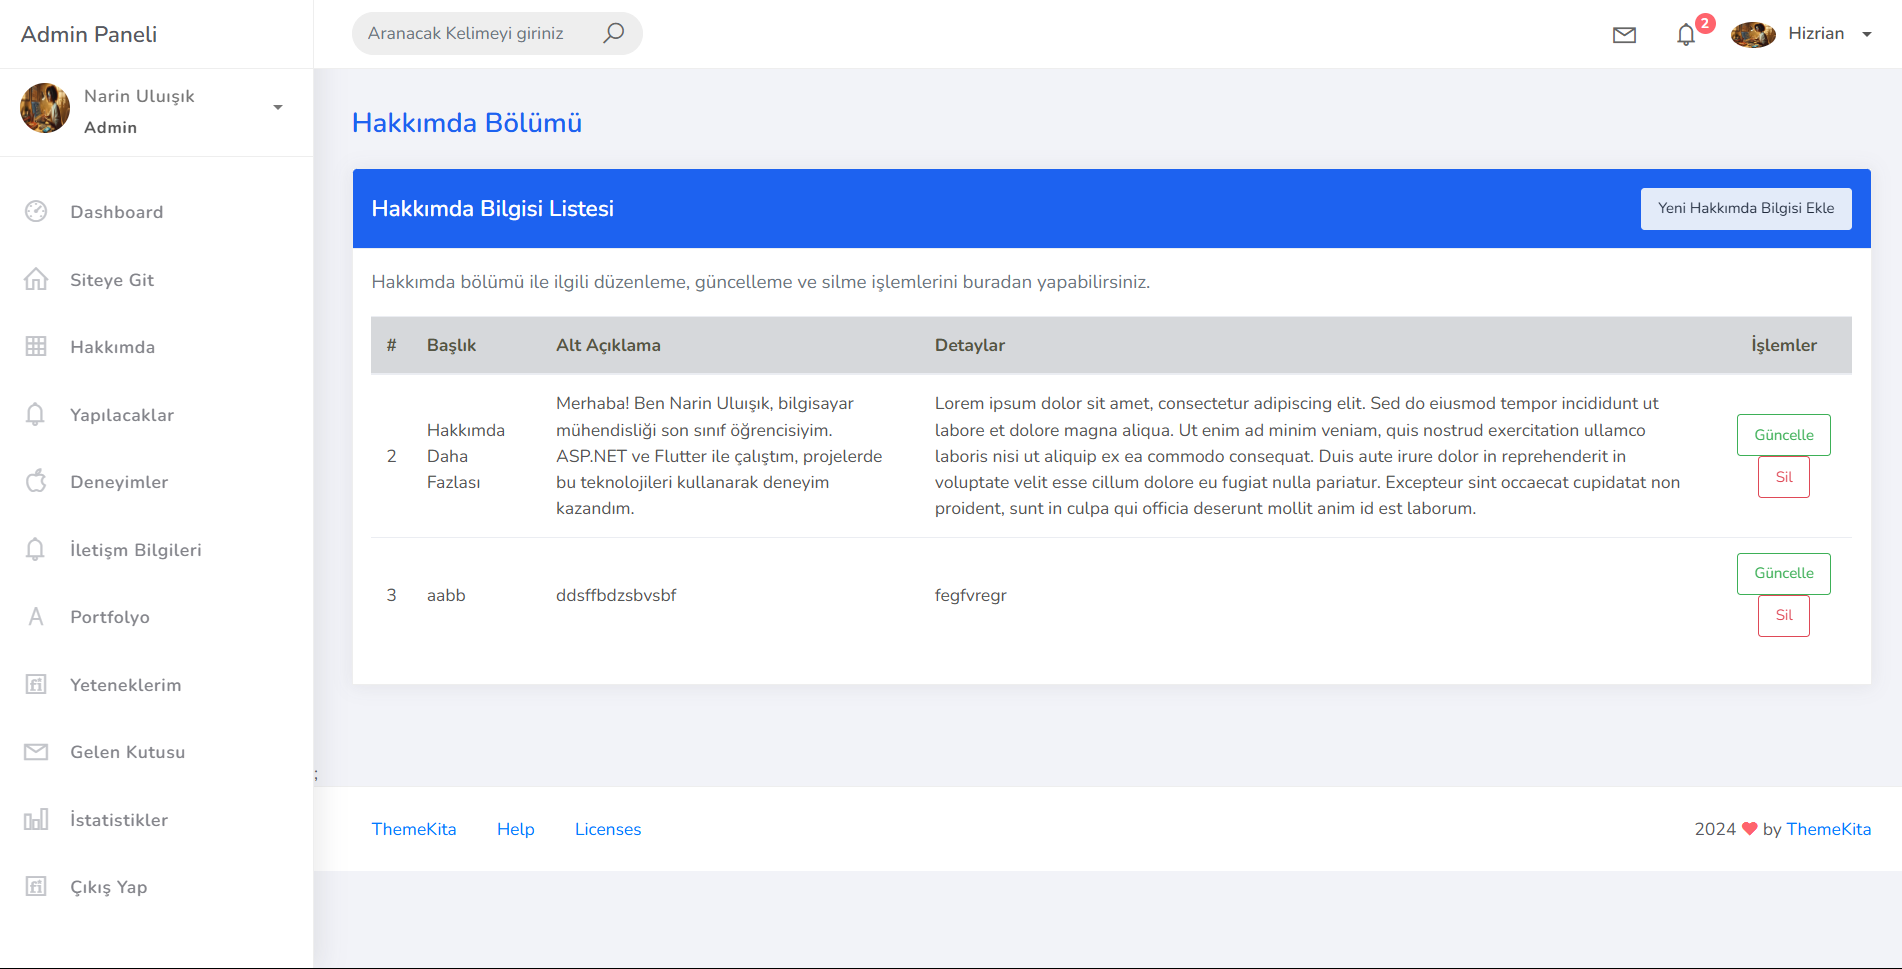 Admin Paneli
Aranacak Kelimeyi giriniz
2
Hizrian
Narin Uluışık
Admin
Dashboard
Siteye Git
Hakkımda
Yapılacaklar
Deneyimler
İletişm Bilgileri
Portfolyo
Yeteneklerim
Gelen Kutusu
İstatistikler
Çıkış Yap
Hakkımda Bölümü
Hakkımda Bilgisi Listesi
Yeni Hakkımda Bilgisi Ekle
Hakkımda bölümü ile ilgili düzenleme, güncelleme ve silme işlemlerini buradan yapabilirsiniz.
# Başlık Alt Açıklama Detaylar İşlemler
2
Hakkımda
Daha
Fazlası
Merhaba! Ben Narin Uluışık, bilgisayar
mühendisliği son sınıf öğrencisiyim.
ASP.NET ve Flutter ile çalıştım, projelerde
bu teknolojileri kullanarak deneyim
kazandım.
Lorem ipsum dolor sit amet, consectetur adipiscing elit. Sed do eiusmod tempor incididunt ut
labore et dolore magna aliqua. Ut enim ad minim veniam, quis nostrud exercitation ullamco
laboris nisi ut aliquip ex ea commodo consequat. Duis aute irure dolor in reprehenderit in
voluptate velit esse cillum dolore eu fugiat nulla pariatur. Excepteur sint occaecat cupidatat non
proident, sunt in culpa qui officia deserunt mollit anim id est laborum.
Güncelle
Sil
3 aabb ddsffbdzsbvsbf fegfvregr
Güncelle
Sil
;
ThemeKita Help Licenses
2024 ❤ by ThemeKita